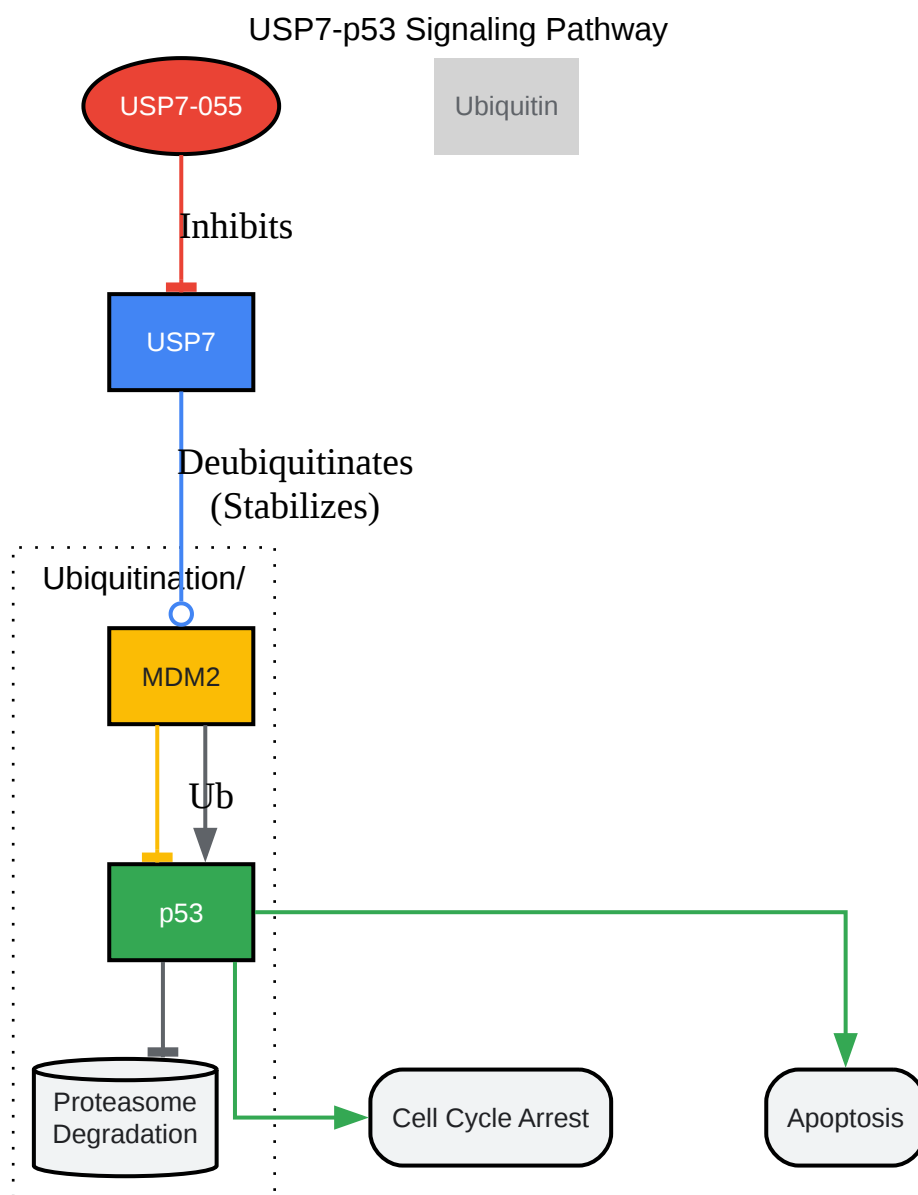 USP7-p53 Signaling Pathway
USP7-055
Ubiquitin
Inhibits
USP7
Deubiquitinates
(Stabilizes)
Ubiquitination/
MDM2
Ub
p53
Proteasome
Degradation
Cell Cycle Arrest
Apoptosis